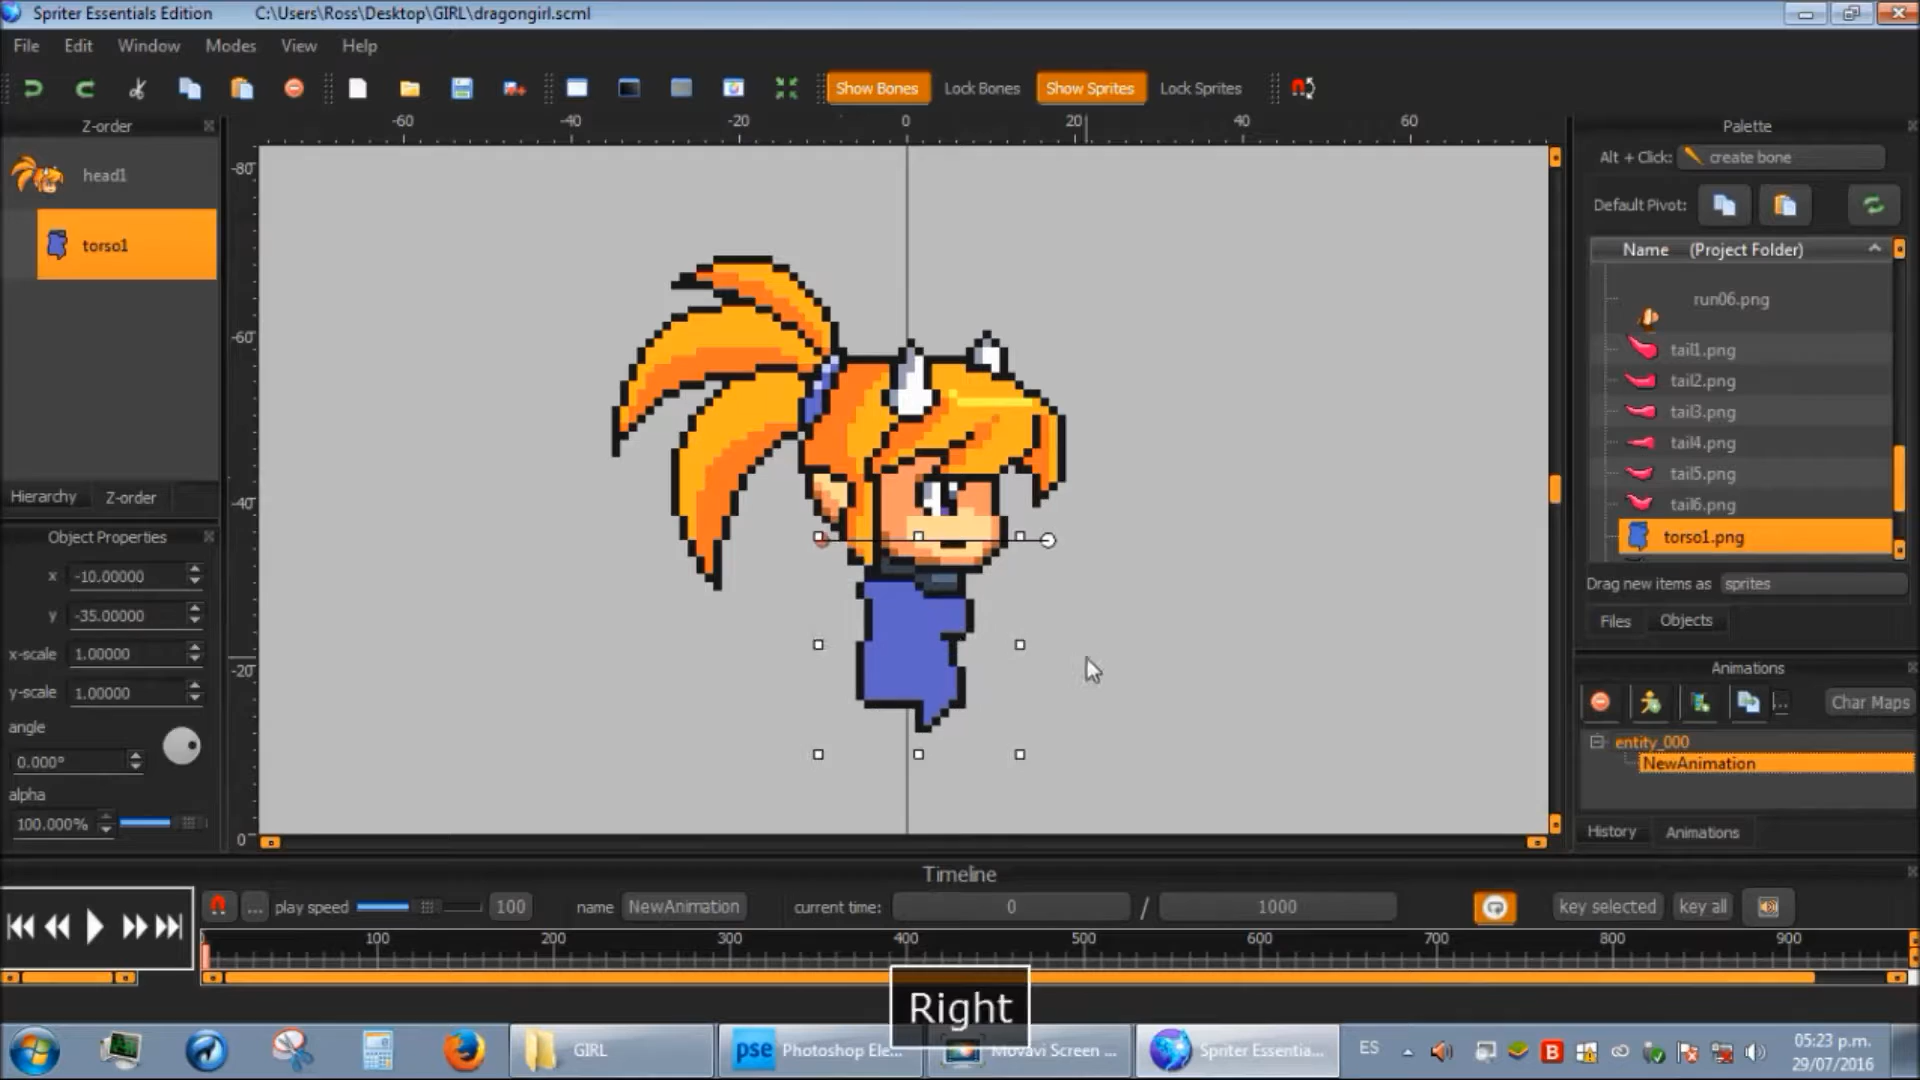 Spriter Essentials Edition C:\Users\Ross\Desktop\GIRL\dragongirl.scml
File Edit Window Modes View Help
Show Bones Lock Bones Show Sprites Lock Sprites
Z-order
head1
torso1
Hierarchy Z-order
Object Properties
x -10.00000
y -35.00000
x-scale 1.00000
y-scale 1.00000
angle
0.000°
alpha
100.000%
-60 -40 -20 0 20 40 60
-80
-60
-40
-20
0
Palette
Alt + Click: create bone
Default Pivot:
Name (Project Folder)
run06.png
tail1.png
tail2.png
tail3.png
tail4.png
tail5.png
tail6.png
torso1.png
Drag new items as sprites
Files Objects
Animations
... Char Maps
entity_000
NewAnimation
History Animations
Timeline
... play speed 100 name NewAnimation current time: 0 / 1000 key selected key all
100 200 300 400 500 600 700 800 900
Right
GIRL
pse Photoshop Ele...
Movavi Screen ...
Spriter Essentia...
ES
05:23 p.m.
29/07/2016